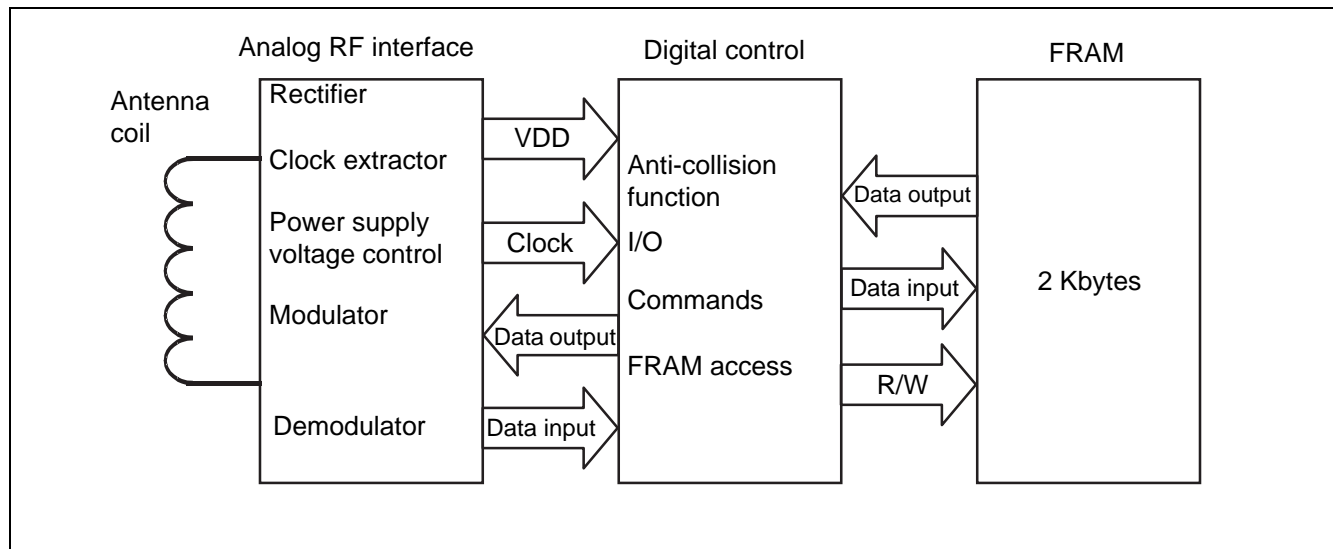 Analog RF interface
Digital control
FRAM
Antenna
coil
Rectifier
Clock extractor
Power supply
voltage control
Modulator
Demodulator
VDD
Clock
Data output
Data input
Anti-collision
function
I/O
Commands
FRAM access
Data output
Data input
R/W
2 Kbytes